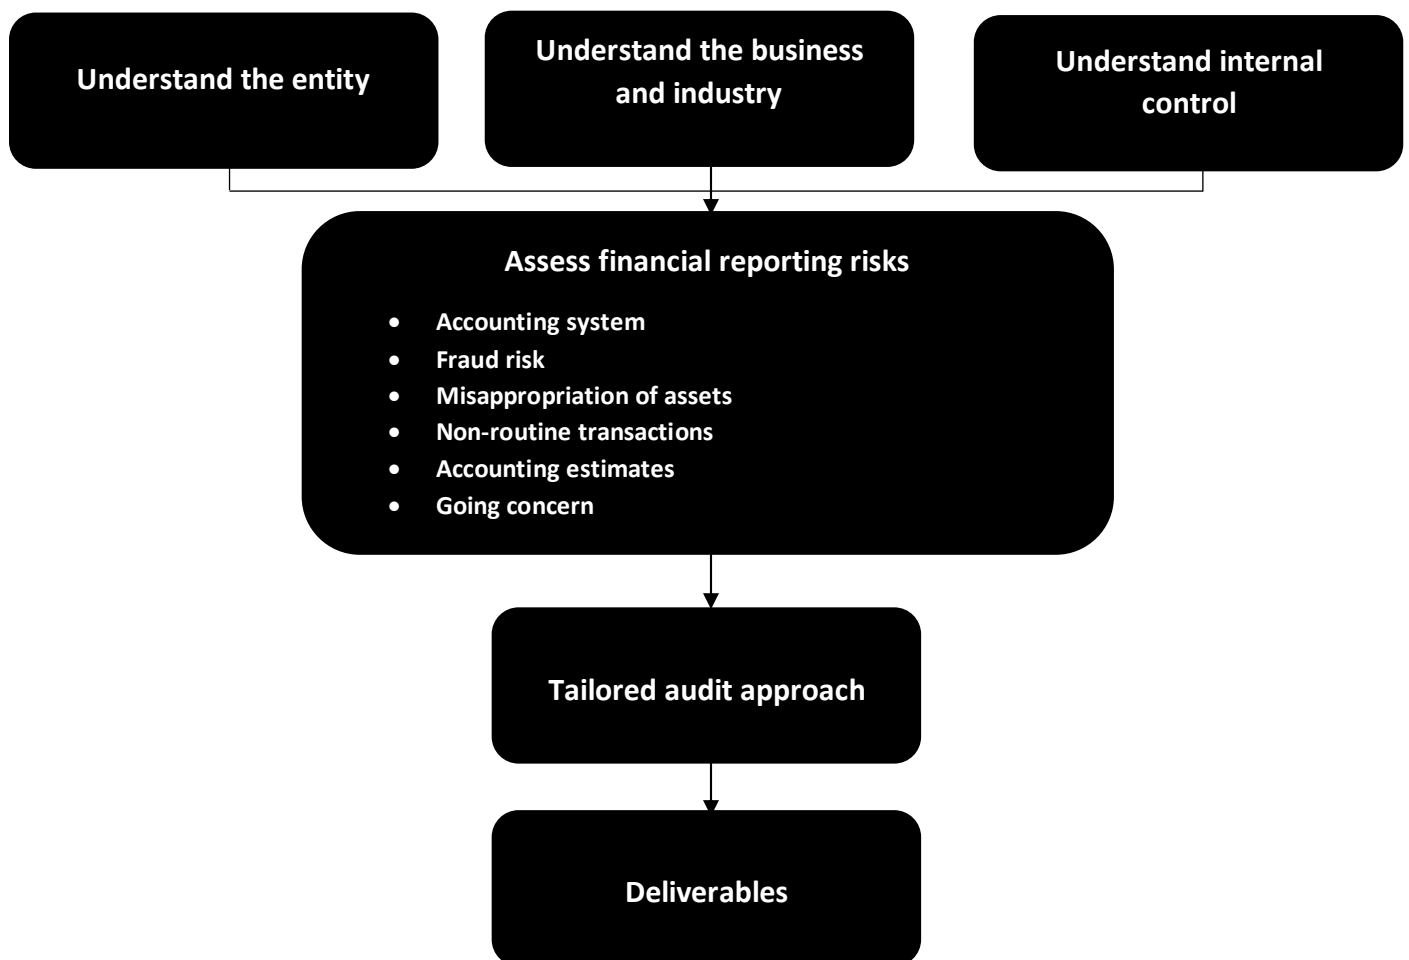 Understand the entity
Understand the business
and industry
Understand internal
control
Assess financial reporting risks
• Accounting system
• Fraud risk
• Misappropriation of assets
• Non-routine transactions
• Accounting estimates
• Going concern
Tailored audit approach
Deliverables